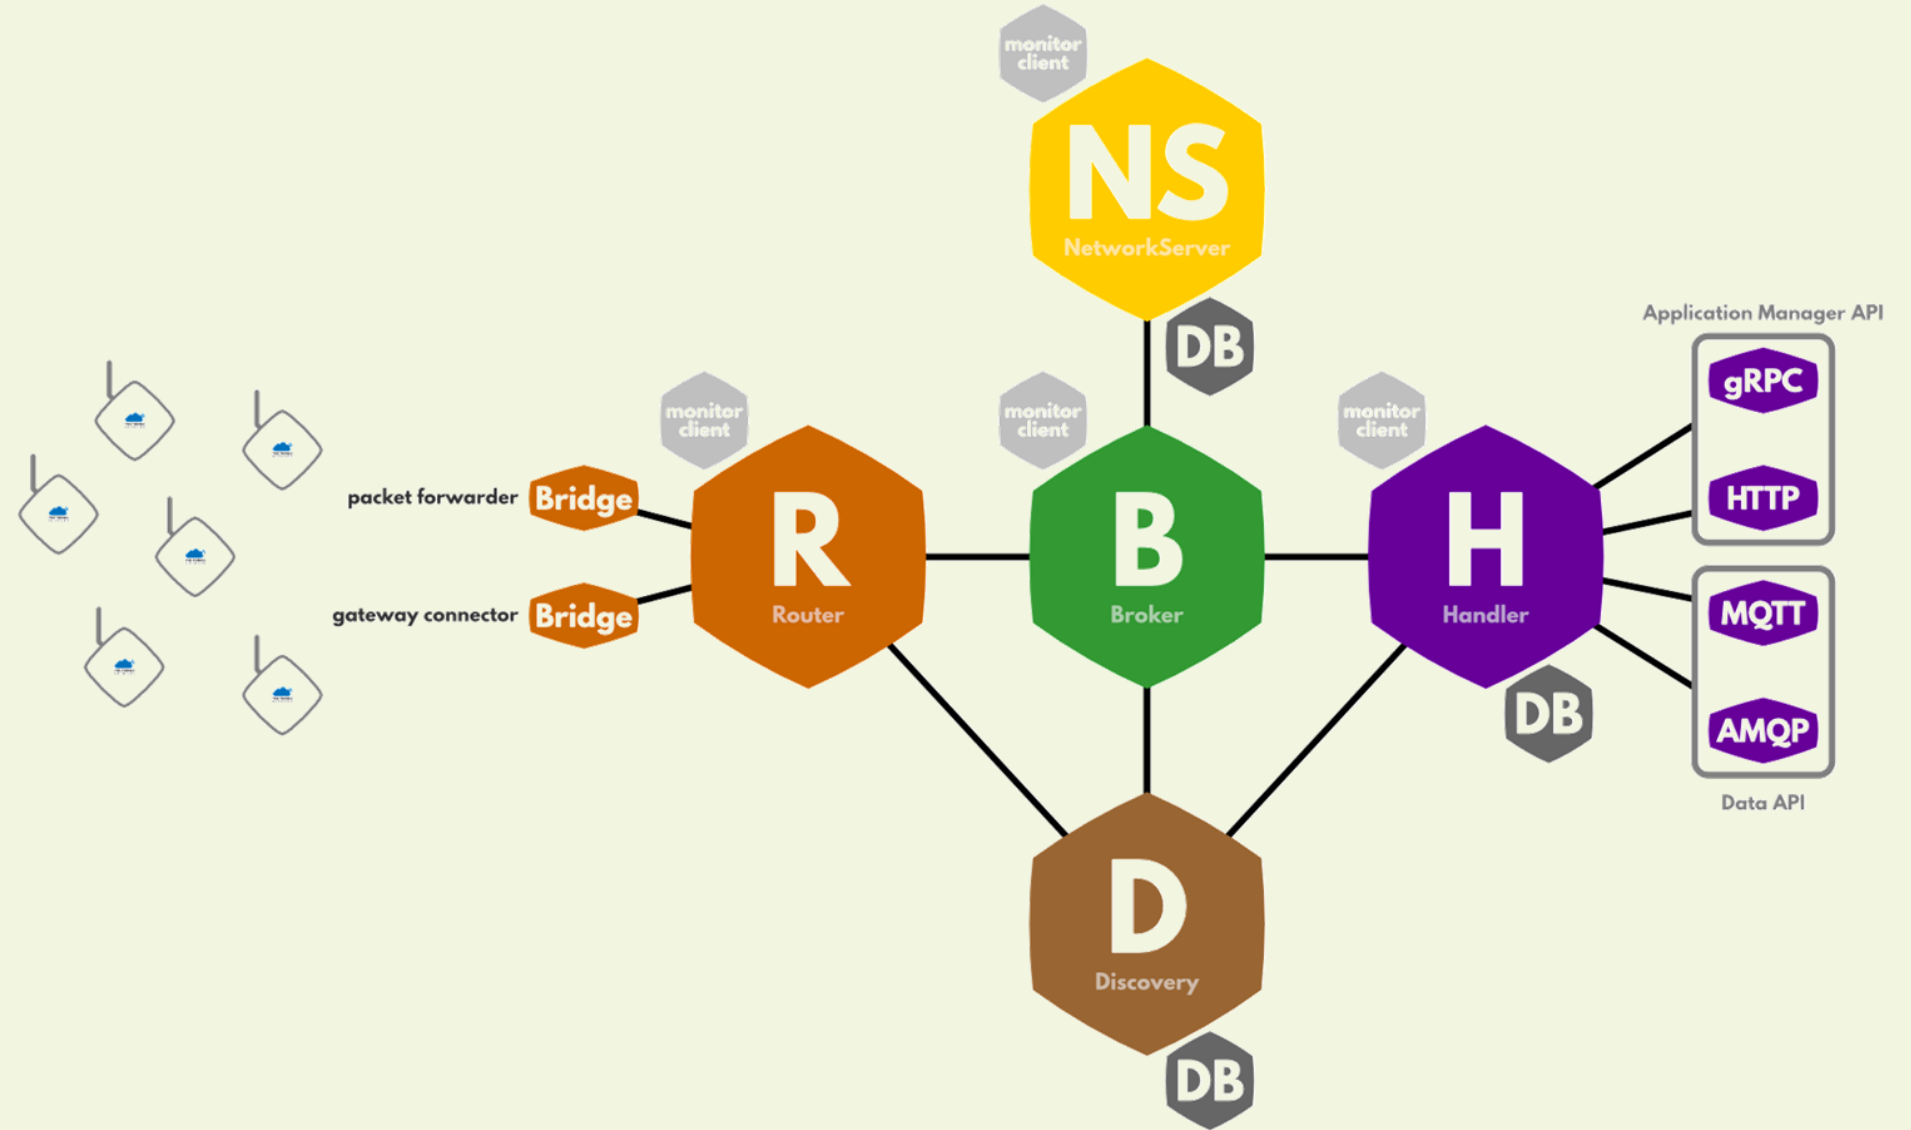 monitor
client
NS
NetworkServer
DB
Application Manager API
gRPC
HTTP
monitor
client
monitor
client
monitor
client
packet forwarder
Bridge
gateway connector
Bridge
R
Router
B
Broker
H
Handler
DB
MQTT
AMQP
Data API
D
Discovery
DB